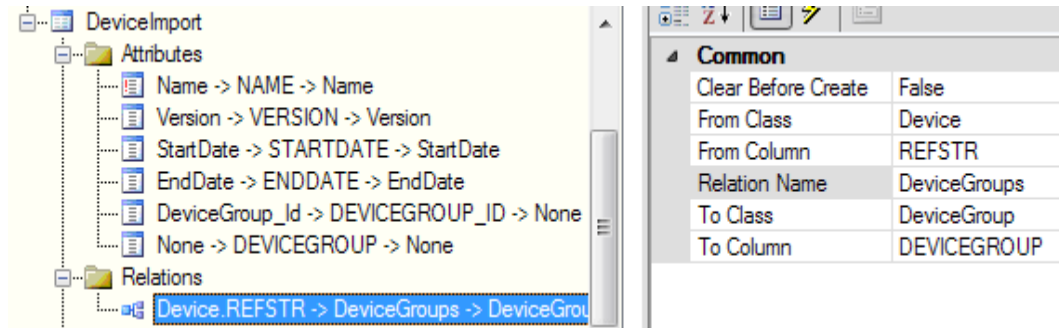 DeviceImport
Attributes
Name -> NAME -> Name
Version -> VERSION -> Version
StartDate -> STARTDATE -> StartDate
EndDate -> ENDDATE -> EndDate
DeviceGroup_Id -> DEVICEGROUP_ID -> None
None -> DEVICEGROUP -> None
Relations
Device.REFSTR -> DeviceGroups -> DeviceGrou
Common
Clear Before Create False
From Class Device
From Column REFSTR
Relation Name DeviceGroups
To Class DeviceGroup
To Column DEVICEGROUP